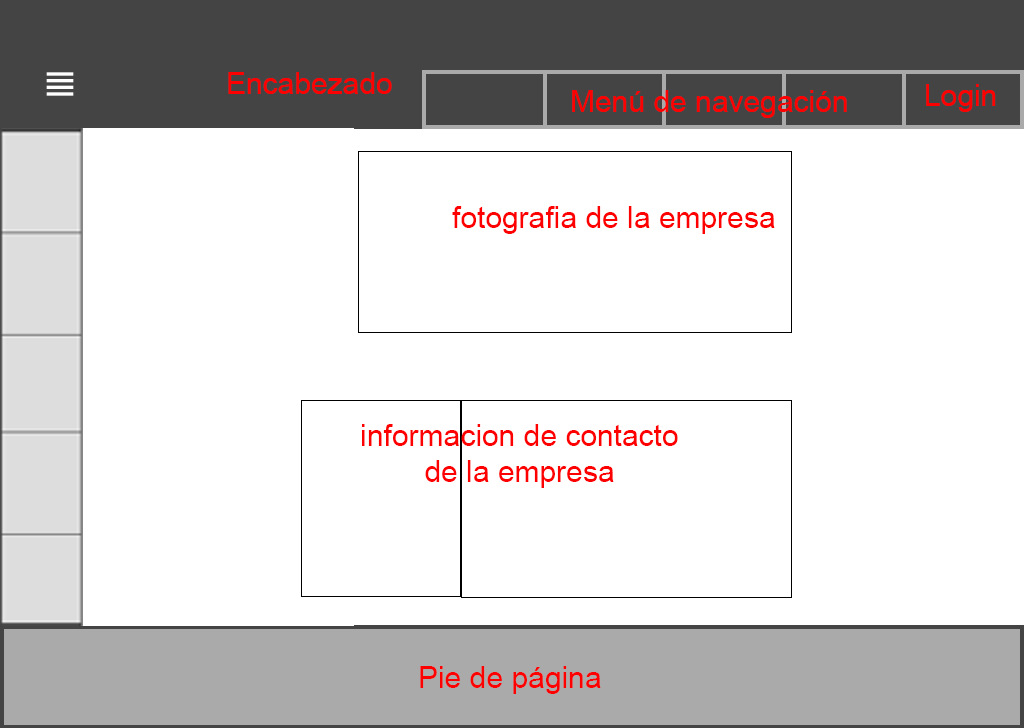 Encabezado
Menú de navegación
Login
fotografia de la empresa
informacion de contacto
de la empresa
Pie de página